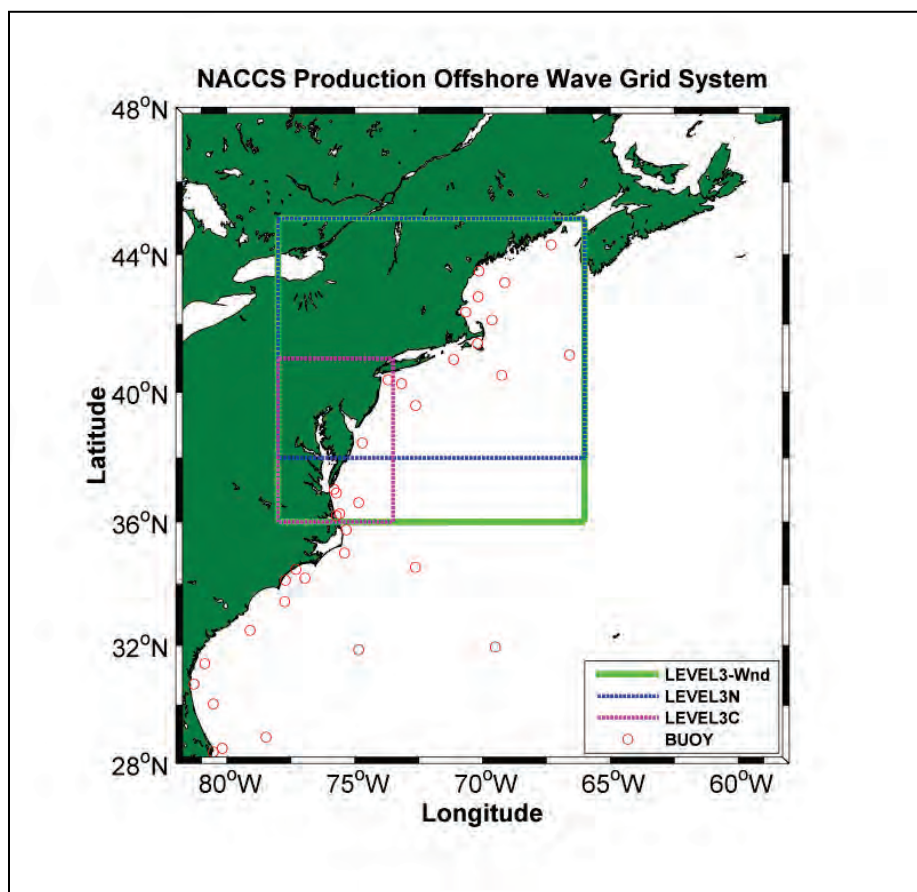 NACCS Production Offshore Wave Grid System
48°N
44°N
40°N
36°N
32°N
28°N
Latitude
80°W
75°W
70°W
65°W
60°W
Longitude
LEVEL3-Wnd
LEVEL3N
LEVEL3C
BUOY